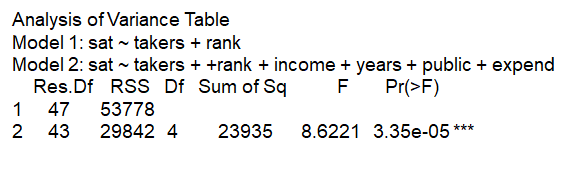 Analysis of Variance Table
Model 1: sat ~ takers + rank
Model 2: sat ~ takers + +rank + income + years + public + expend
Res.Df RSS Df Sum of Sq F Pr(>F)
1 47 53778
2 43 29842 4 23935 8.6221 3.35e-05 ***